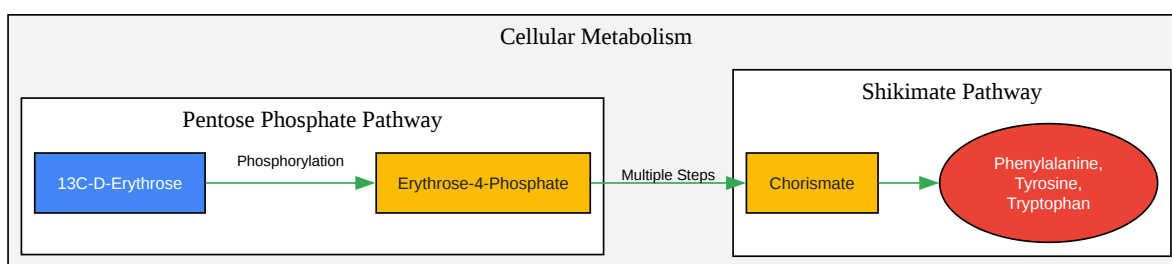 Cellular Metabolism
Pentose Phosphate Pathway
13C-D-Erythrose
Phosphorylation
Erythrose-4-Phosphate
Multiple Steps
Shikimate Pathway
Chorismate
Phenylalanine,
Tyrosine,
Tryptophan